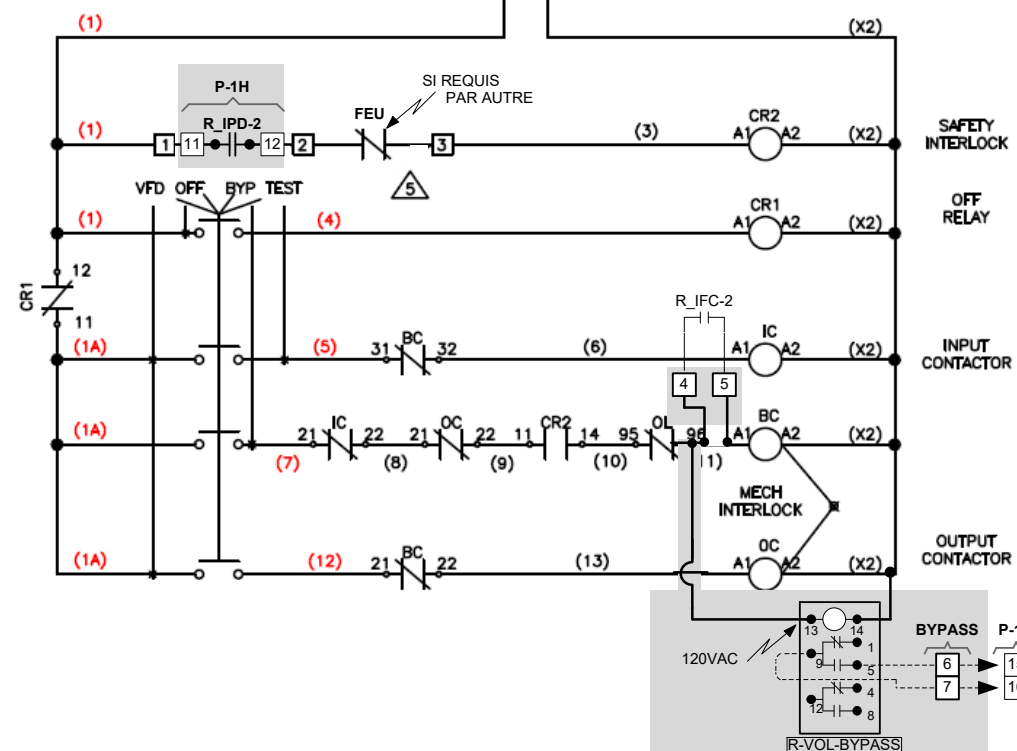 (1) (X2)
P-1H
SI REQUIS
PAR AUTRE
R_IPD-2
FEU
CR2
(1) 1 11 12 2 3 (3) A1 A2 (X2)
SAFETY
INTERLOCK
5
VFD OFF BYP TEST
CR1
(1) (4) A1 A2 (X2)
OFF
RELAY
12
CR1
11
R_IFC-2
BC
IC
(1A) (5) 31 32 (6) A1 A2 (X2)
INPUT
CONTACTOR
4 5
IC OC CR2 OL BC
(1A) 21 22 21 22 11 14 95 96 A1 A2 (X2)
(7) (8) (9) (10)
MECH
INTERLOCK
BC
OC
(1A) (12) 21 22 (13) A1 A2 (X2)
OUTPUT
CONTACTOR
120VAC
13 14
1
9
5
4
12
8
BYPASS
6
7
R-VOL-BYPASS